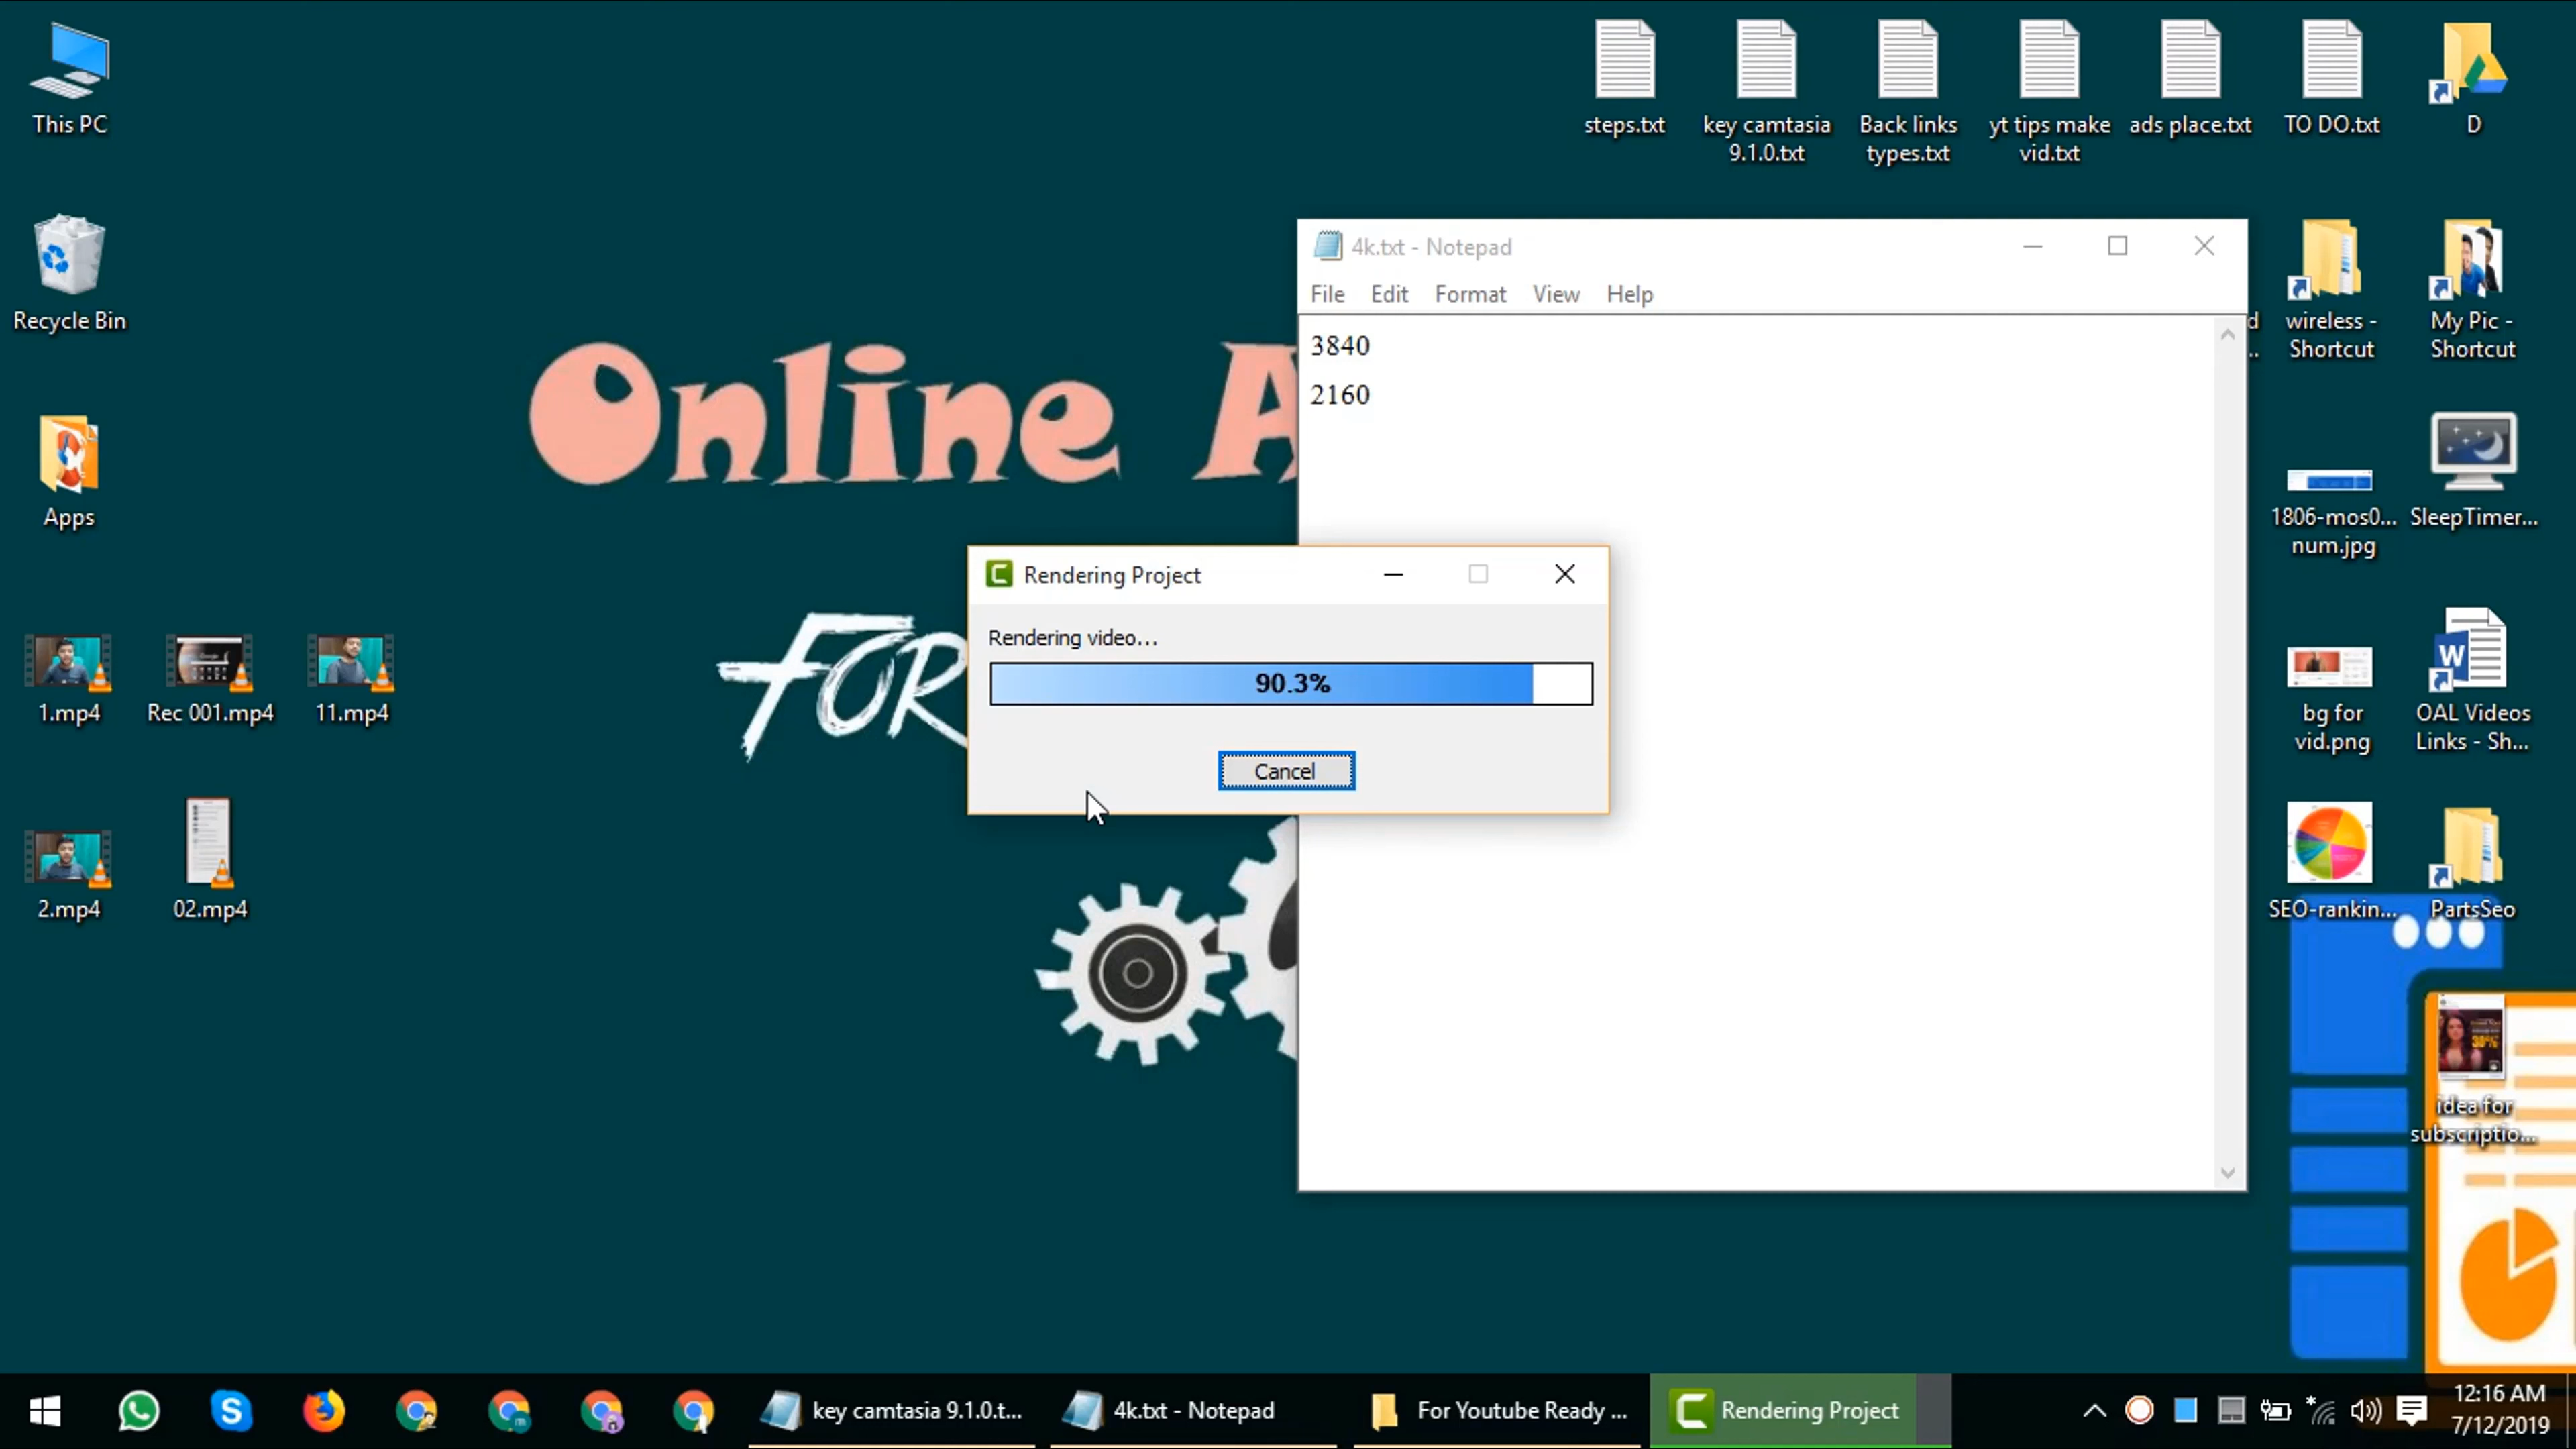 This PC
steps.txt
key camtasia
9.1.0.txt
Back links
types.txt
yt tips make
vid.txt
ads place.txt
TO DO.txt
D
Recycle Bin
4k.txt - Notepad
File Edit Format View Help
3840
2160
wireless -
Shortcut
My Pic -
Shortcut
Online A
FOR
Apps
1806-mos0...
num.jpg
SleepTimer...
Rendering Project
Rendering video...
90.3%
Cancel
1.mp4
Rec 001.mp4
11.mp4
bg for
vid.png
OAL Videos
Links - Sh...
2.mp4
02.mp4
SEO-rankin...
PartsSeo
idea for
subscriptio...
key camtasia 9.1.0.t...
4k.txt - Notepad
For Youtube Ready ...
Rendering Project
12:16 AM
7/12/2019